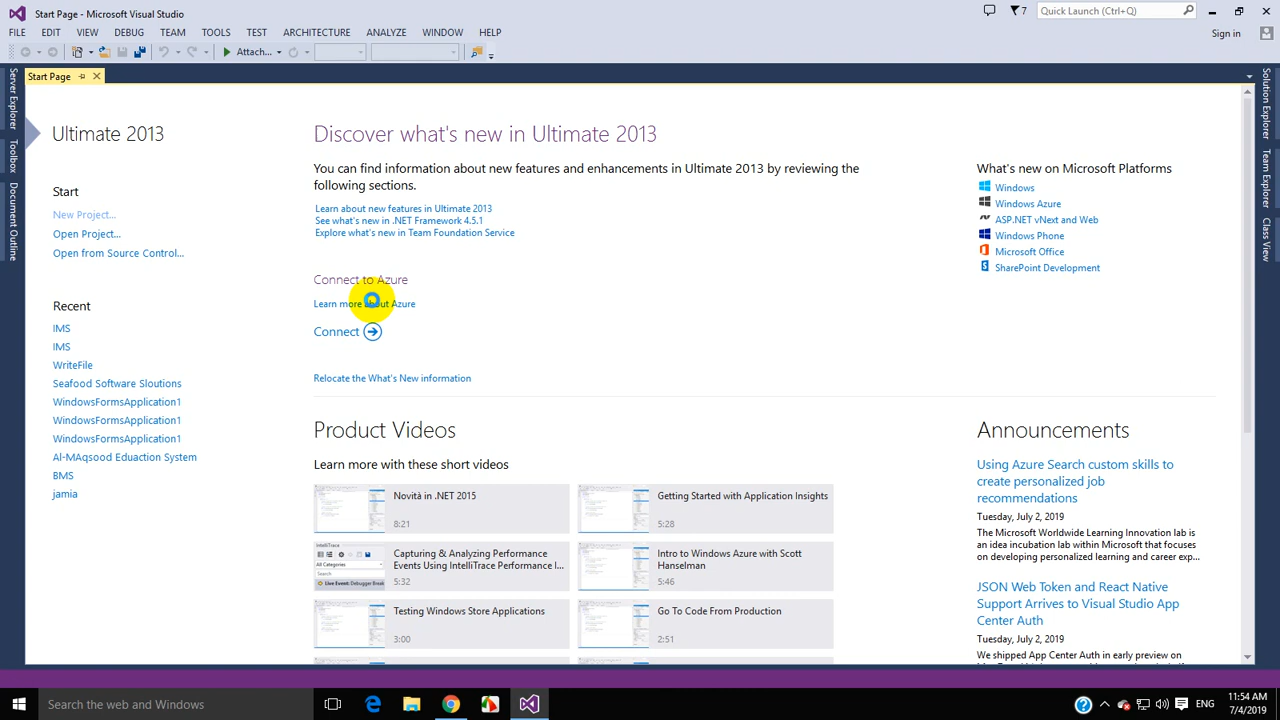 Start Page - Microsoft Visual Studio
7
Quick Launch (Ctrl+Q)
FILE EDIT VIEW DEBUG TEAM TOOLS TEST ARCHITECTURE ANALYZE WINDOW HELP
Sign in
Attach...
Start Page
Server Explorer
Toolbox
Document Outline
Ultimate 2013
Start
New Project...
Open Project...
Open from Source Control...
Recent
IMS
IMS
WriteFile
Seafood Software Sloutions
WindowsFormsApplication1
WindowsFormsApplication1
WindowsFormsApplication1
Al-MAqsood Eduaction System
BMS
jamia
Discover what's new in Ultimate 2013
You can find information about new features and enhancements in Ultimate 2013 by reviewing the
following sections.
Learn about new features in Ultimate 2013
See what's new in .NET Framework 4.5.1
Explore what's new in Team Foundation Service
Connect to Azure
Learn more about Azure
Connect
Relocate the What's New information
Product Videos
Learn more with these short videos
Novità in .NET 2015
8:21
Getting Started with Application Insights
5:28
Capturing & Analyzing Performance
Events Using IntelliTrace Performance I...
5:32
Intro to Windows Azure with Scott
Hanselman
5:46
Testing Windows Store Applications
3:00
Go To Code From Production
2:51
What's new on Microsoft Platforms
Windows
Windows Azure
ASP.NET vNext and Web
Windows Phone
Microsoft Office
SharePoint Development
Announcements
Using Azure Search custom skills to
create personalized job
recommendations
Tuesday, July 2, 2019
The Microsoft Worldwide Learning Innovation lab is
an idea incubation lab within Microsoft that focuses
on developing personalized learning and career exp...
JSON Web Token and React Native
Support Arrives to Visual Studio App
Center Auth
Tuesday, July 2, 2019
We shipped App Center Auth in early preview on
Solution Explorer
Team Explorer
Class View
Search the web and Windows
ENG
11:54 AM
7/4/2019